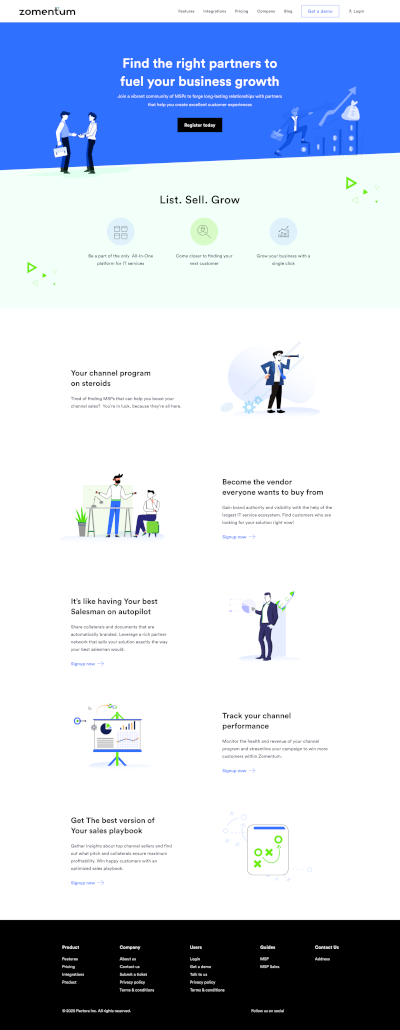 zomentum
Features Integrations Pricing Company Blog Get a demo Login
Find the right partners to
fuel your business growth
Join a vibrant community of MSPs to forge long-lasting relationships with partners
that help you create excellent customer experiences
Register today
List. Sell. Grow
Be a part of the only All-In-One
platform for IT services
Come closer to finding your
next customer
Grow your business with a
single click
Your channel program
on steroids
Tired of finding MSPs that can help you boost your
channel sales? You're in luck, because they're all here.
Become the vendor
everyone wants to buy from
Gain brand authority and visibility with the help of the
largest IT service ecosystem. Find customers who are
looking for your solution right now!
Signup now
It's like having Your best
Salesman on autopilot
Share collaterals and documents that are
automatically branded. Leverage a rich partner
network that sells your solution exactly the way
your best salesman would.
Signup now
Track your channel
performance
Monitor the health and revenue of your channel
program and streamline your campaign to win more
customers within Zomentum.
Signup now
Get The best version of
Your sales playbook
Gather insights about top channel sellers and find
out what pitch and collaterals ensure maximum
profitability. Win happy customers with an
optimized sales playbook.
Signup now
Product Company Users Guides Contact Us
Features About us Login MSP Address
Pricing Contact us Get a demo MSP Sales
Integrations Submit a ticket Talk to us
Product Privacy policy Privacy policy
Terms & conditions Terms & conditions
Inc. All rights reserved. Follow us on social